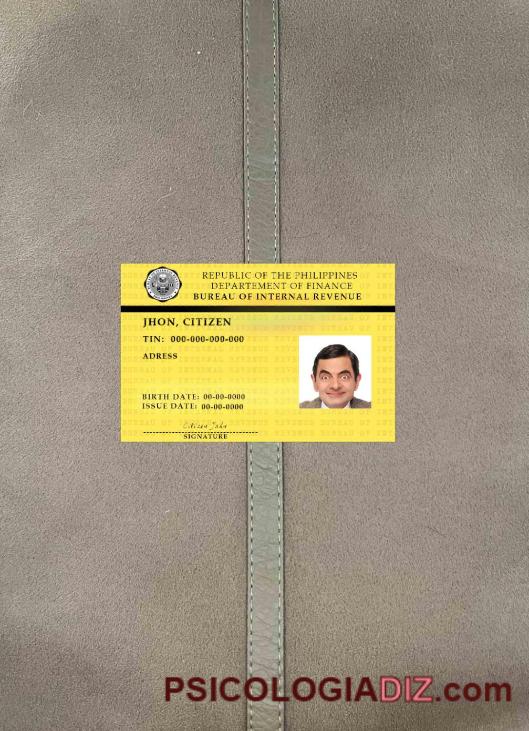 REPUBLIC OF THE PHILIPPINES
DEPARTEMENT OF FINANCE
BUREAU OF INTERNAL REVENUE
JHON, CITIZEN
TIN: 000-000-000-000
ADRESS
BIRTH DATE: 00-00-0000
ISSUE DATE: 00-00-0000
Citizen John
SIGNATURE
PSICOLOGIADIZ.com